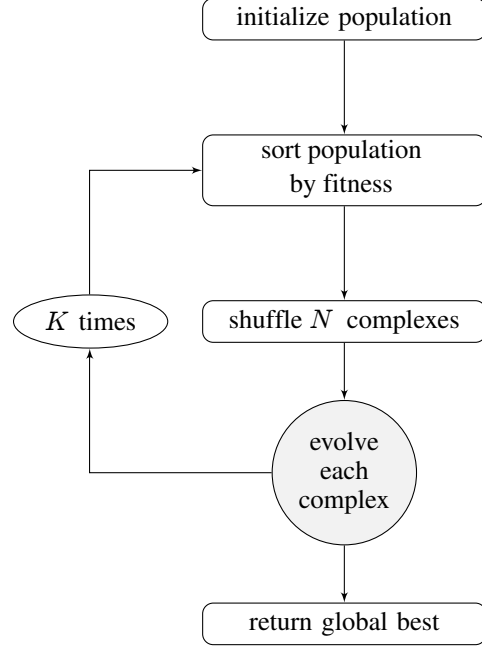 initialize population
sort population
by fitness
K times
shuffle N complexes
evolve
each
complex
return global best